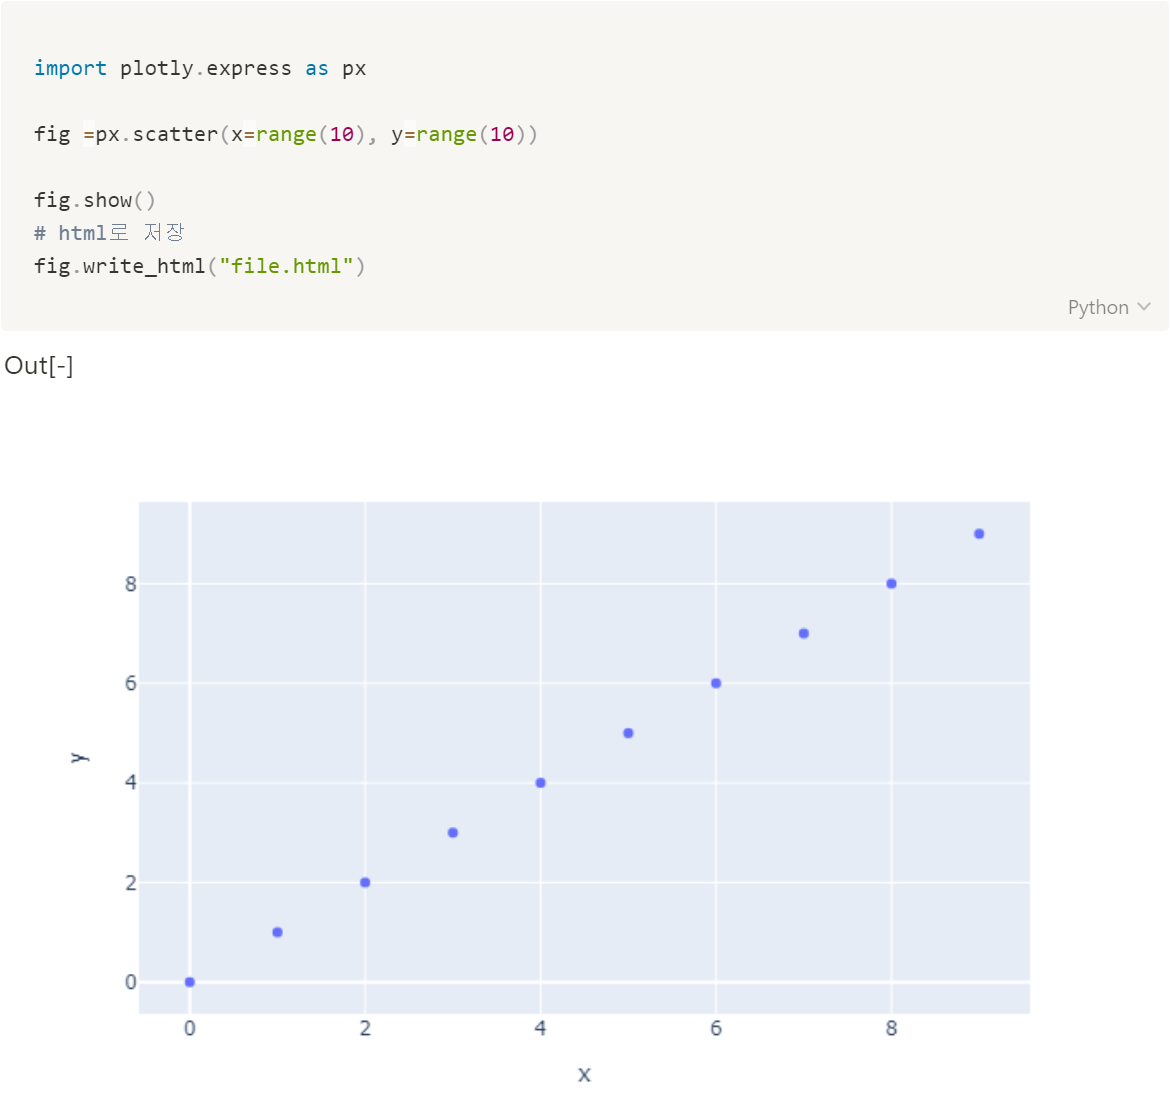 import plotly.express as px
fig =px.scatter(x=range(10), y=range(10))
fig.show()
# html로 저장
fig.write_html("file.html")
Python
Out[-]
8
6
y
4
2
0
0 2 4 6 8
x